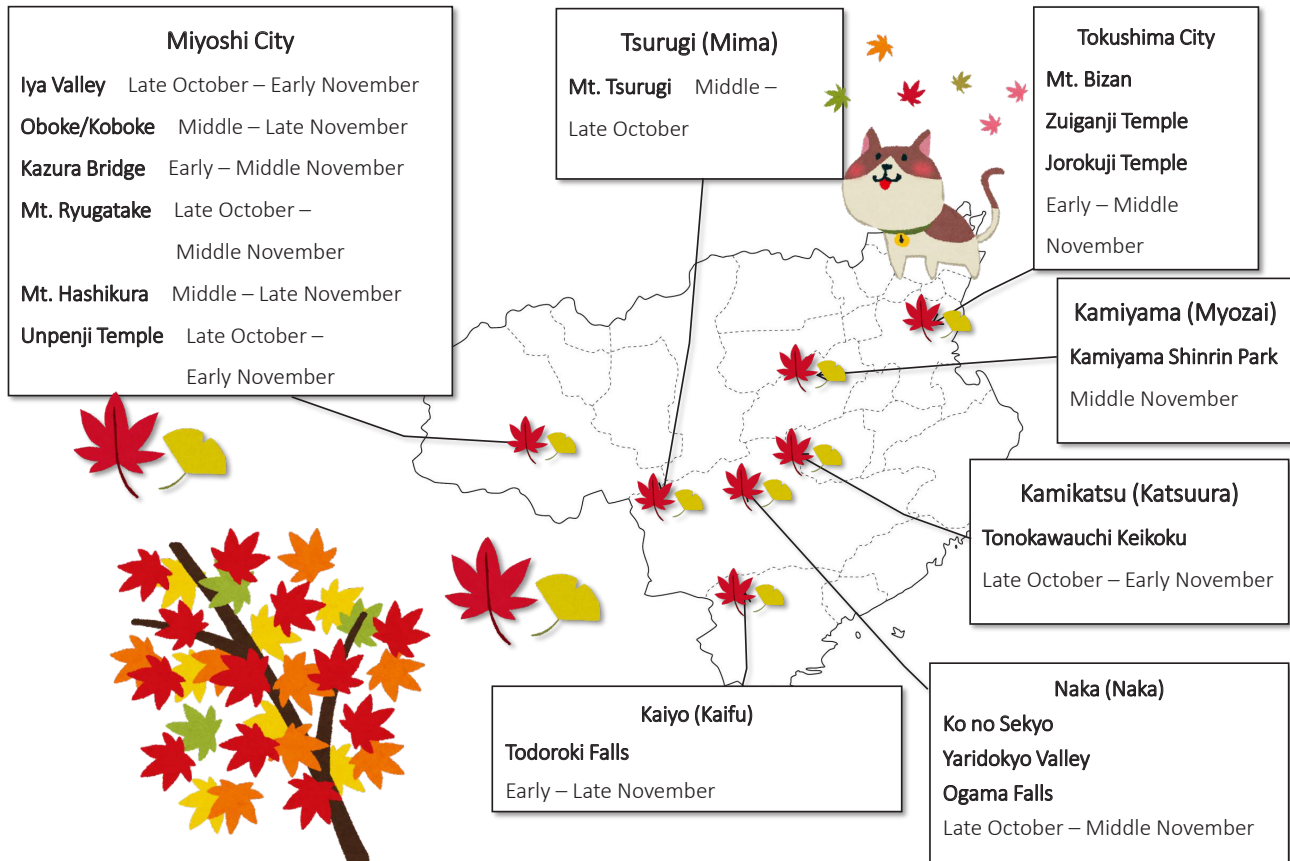 Miyoshi City
Iya Valley Late October – Early November
Oboke/Koboke Middle – Late November
Kazura Bridge Early – Middle November
Mt. Ryugatake Late October –
Middle November
Mt. Hashikura Middle – Late November
Unpenji Temple Late October –
Early November
Tsurugi (Mima)
Mt. Tsurugi Middle –
Late October
Tokushima City
Mt. Bizan
Zuiganji Temple
Jorokuji Temple
Early – Middle
November
Kamiyama (Myozai)
Kamiyama Shinrin Park
Middle November
Kamikatsu (Katsuura)
Tonokawauchi Keikoku
Late October – Early November
Kaiyo (Kaifu)
Todoroki Falls
Early – Late November
Naka (Naka)
Ko no Sekyo
Yaridokyo Valley
Ogama Falls
Late October – Middle November